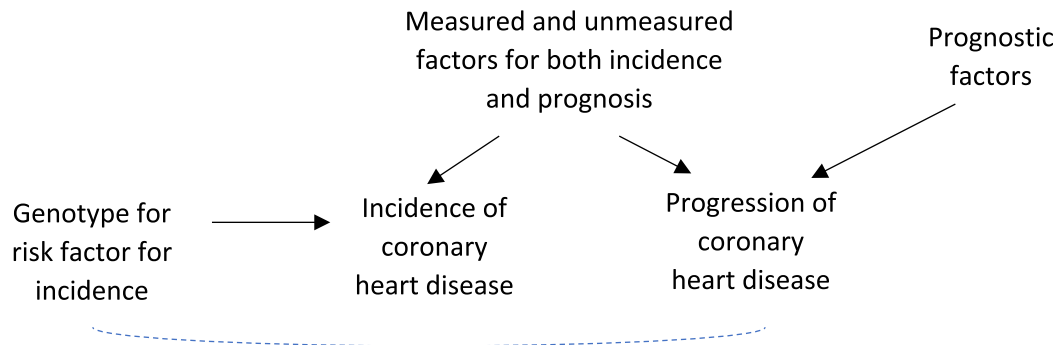 Measured and unmeasured
factors for both incidence
and prognosis
Prognostic
factors
Genotype for
risk factor for
incidence
Incidence of
coronary
heart disease
Progression of
coronary
heart disease